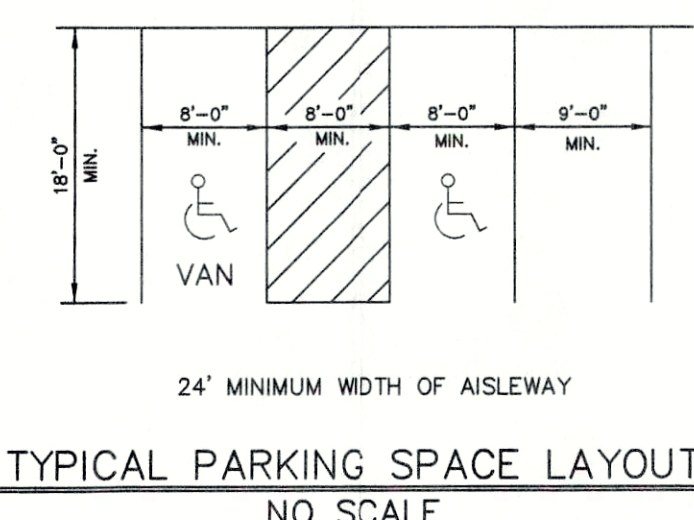 8'-0" 8'-0" 8'-0" 9'-0"
MIN. MIN. MIN. MIN.
18'-0"
MIN.
VAN
24' MINIMUM WIDTH OF AISLEWAY
TYPICAL PARKING SPACE LAYOUT
NO SCALE